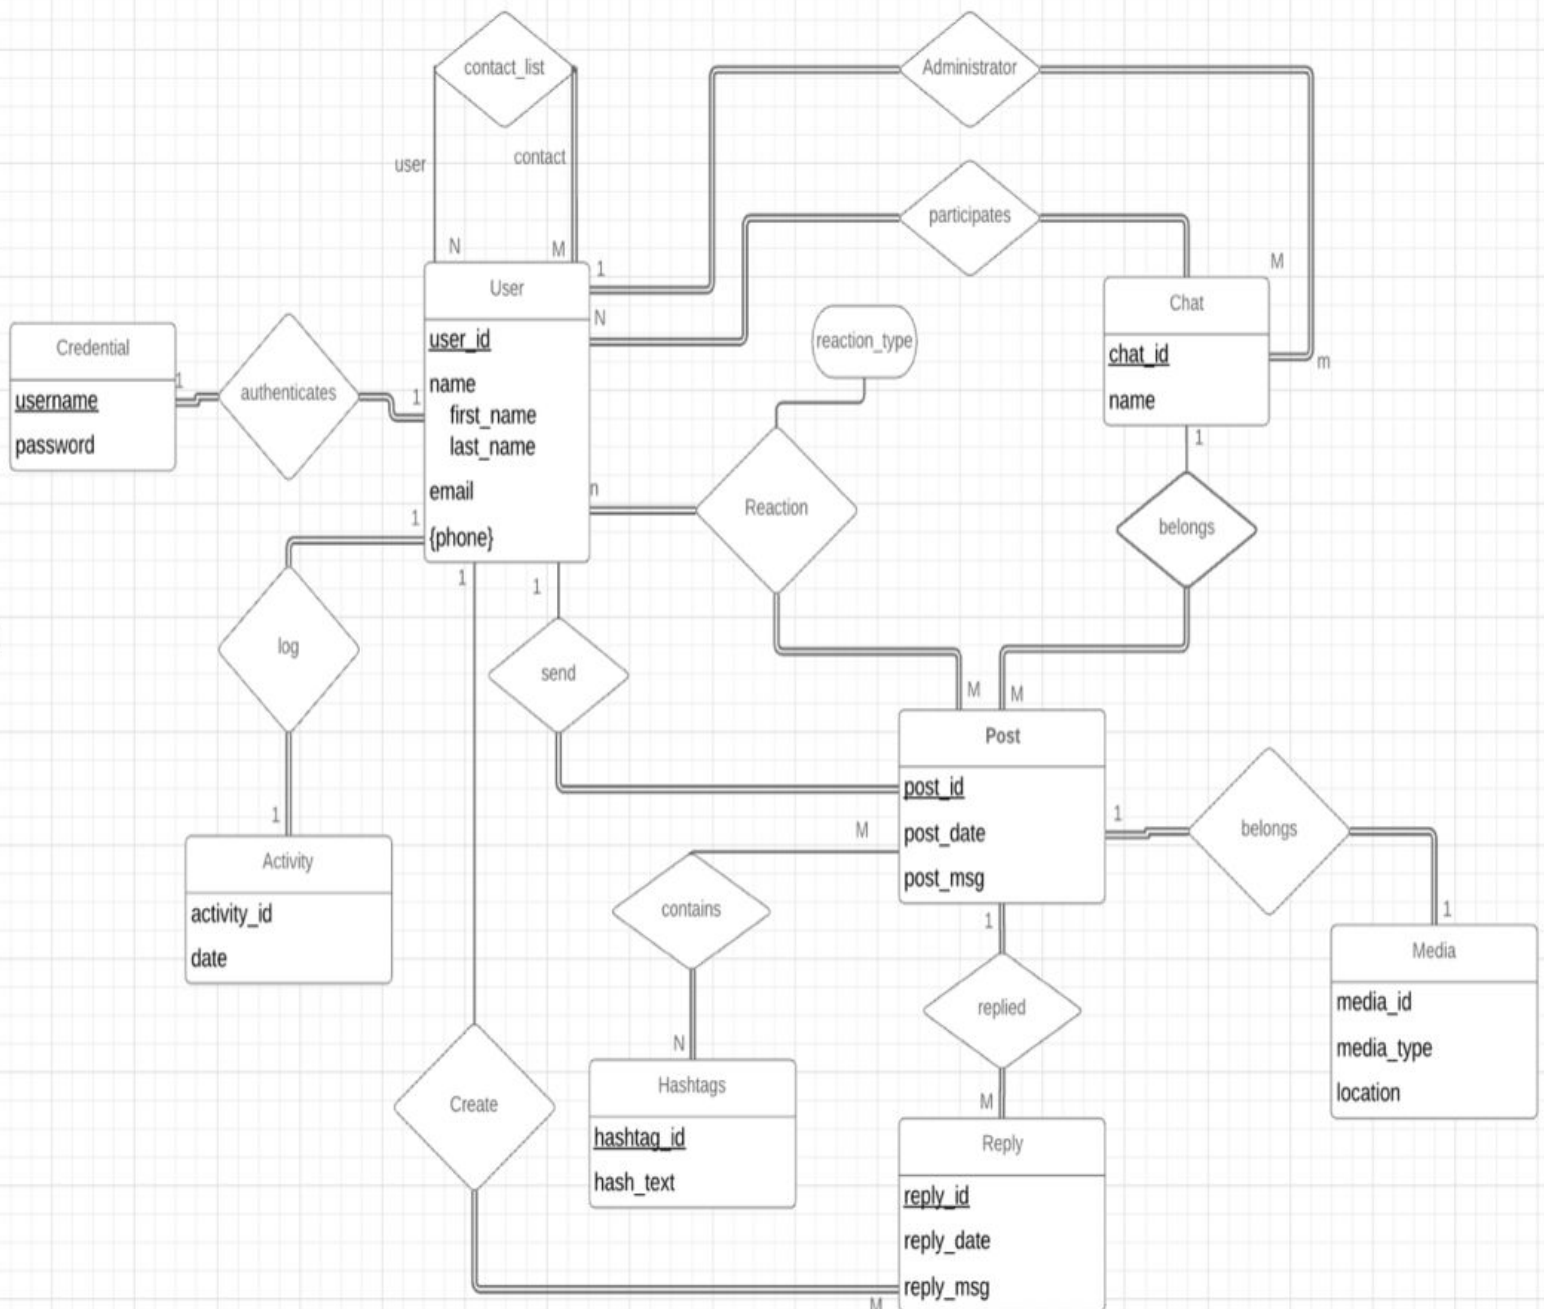 contact_list
Administrator
user
contact
participates
N
M
1
M
User
N
Chat
Credential
1
authenticates
1
user_id
reaction_type
chat_id
m
username
name
name
password
first_name
last_name
1
email
n
Reaction
belongs
1
{phone}
1
1
log
send
M
M
Post
post_id
1
M
post_date
1
belongs
Activity
post_msg
activity_id
contains
1
1
date
Media
replied
media_id
N
media_type
Create
Hashtags
M
location
hashtag_id
Reply
hash_text
reply_id
reply_date
reply_msg
M